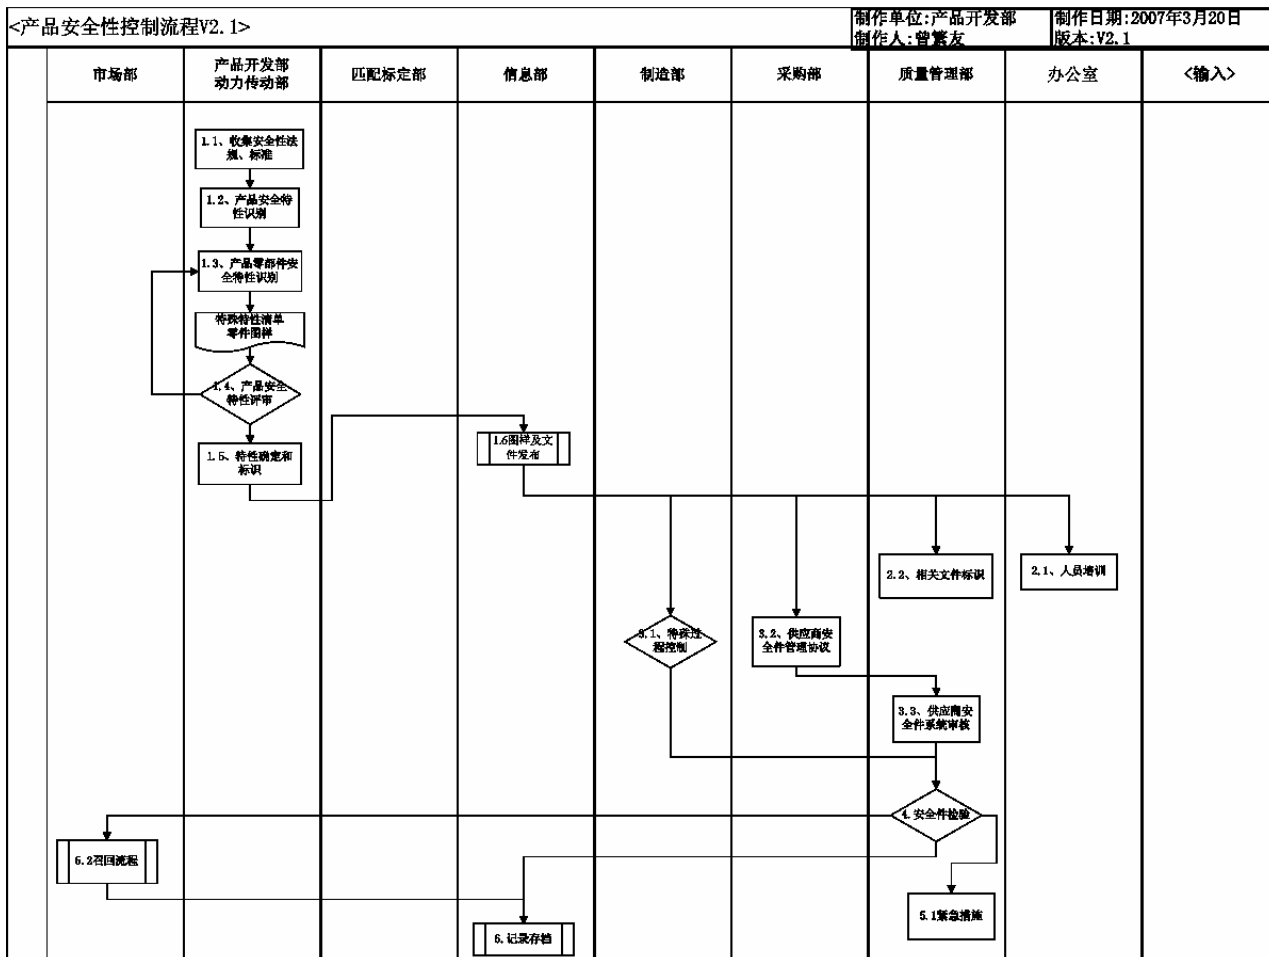 <产品安全性控制流程V2.1>
制作单位:产品开发部
制作人:曾繁友
制作日期:2007年3月20日
版本:V2.1
市场部
产品开发部
动力传动部
匹配标定部
信息部
制造部
采购部
质量管理部
办公室
<输入>
1.1、收集安全性法
规、标准
1.2、产品安全特
性识别
1.3、产品零部件安
全特性识别
特殊特性清单
零件图样
1.4、产品安全
特性评审
1.5、特性确定和
标识
1.6图样及文
件发布
2.2、相关文件标识
2.1、人员培训
3.1、特殊过
程控制
3.2、供应商安
全件管理协议
3.3、供应商安
全件系统审核
4.安全件检验
5.2召回流程
5.1紧急措施
6.记录存档